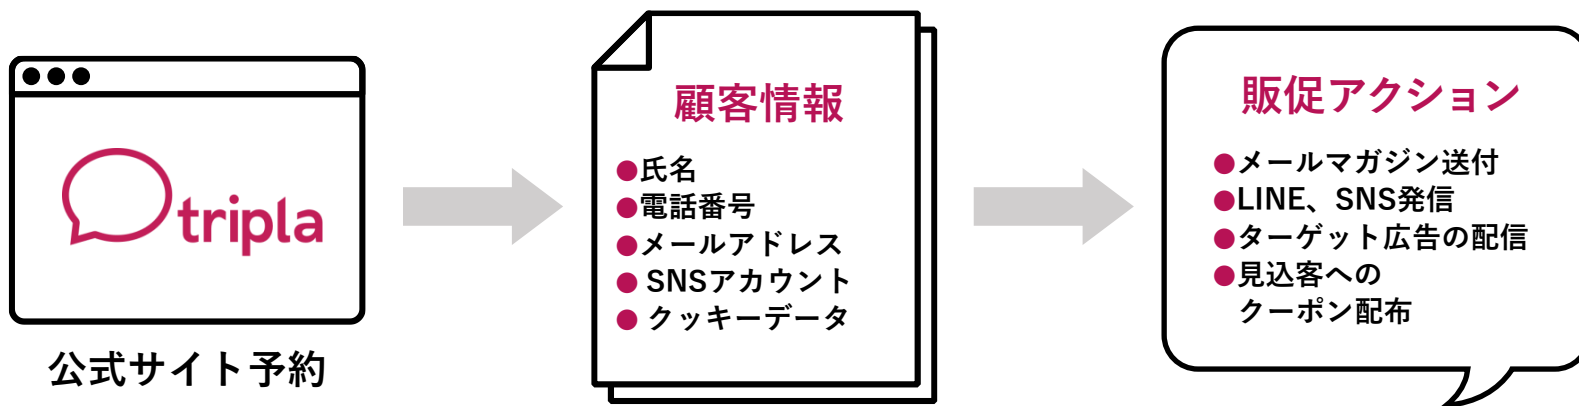 tripla
公式サイト予約
顧客情報
●氏名
●電話番号
●メールアドレス
● SNSアカウント
● クッキーデータ
販促アクション
●メールマガジン送付
●LINE、SNS発信
●ターゲット広告の配信
●見込客への
クーポン配布